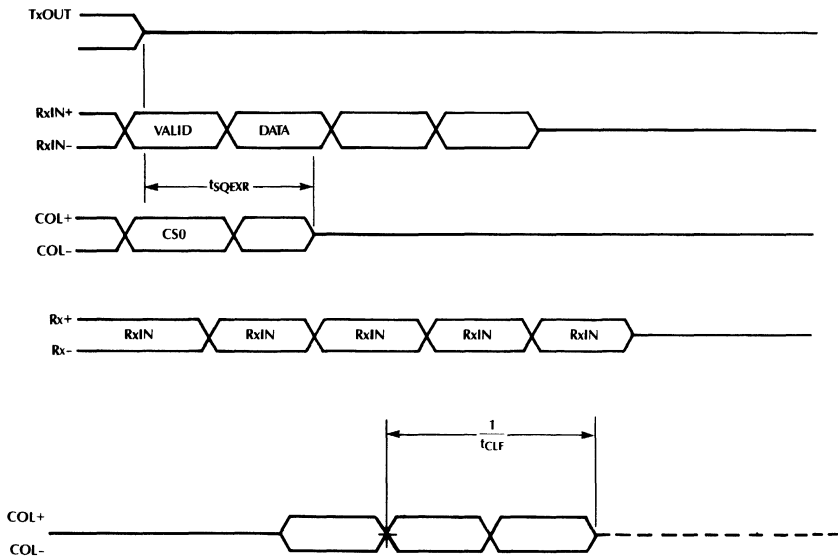 TxOUT
RxIN+
RxIN–
VALID
DATA
tSQEXR
COL+
COL–
CS0
Rx+
Rx–
RxIN
RxIN
RxIN
RxIN
RxIN
1
tCLF
COL+
COL–